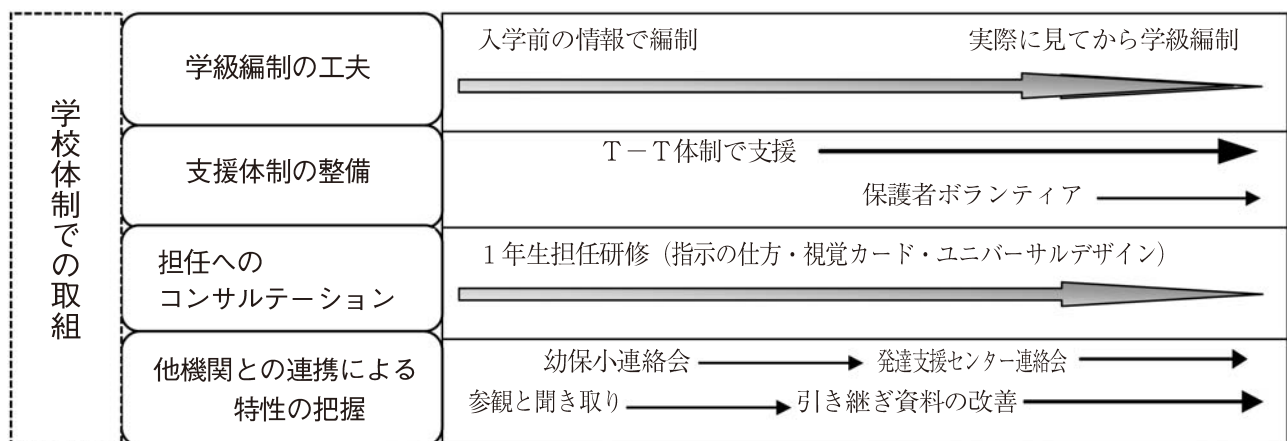 学校体制での取組
学級編制の工夫
入学前の情報で編制
実際に見てから学級編制
支援体制の整備
T－T体制で支援
保護者ボランティア
担任への
コンサルテーション
1年生担任研修（指示の仕方・視覚カード・ユニバーサルデザイン）
他機関との連携による
特性の把握
幼保小連絡会
発達支援センター連絡会
参観と聞き取り
引き継ぎ資料の改善